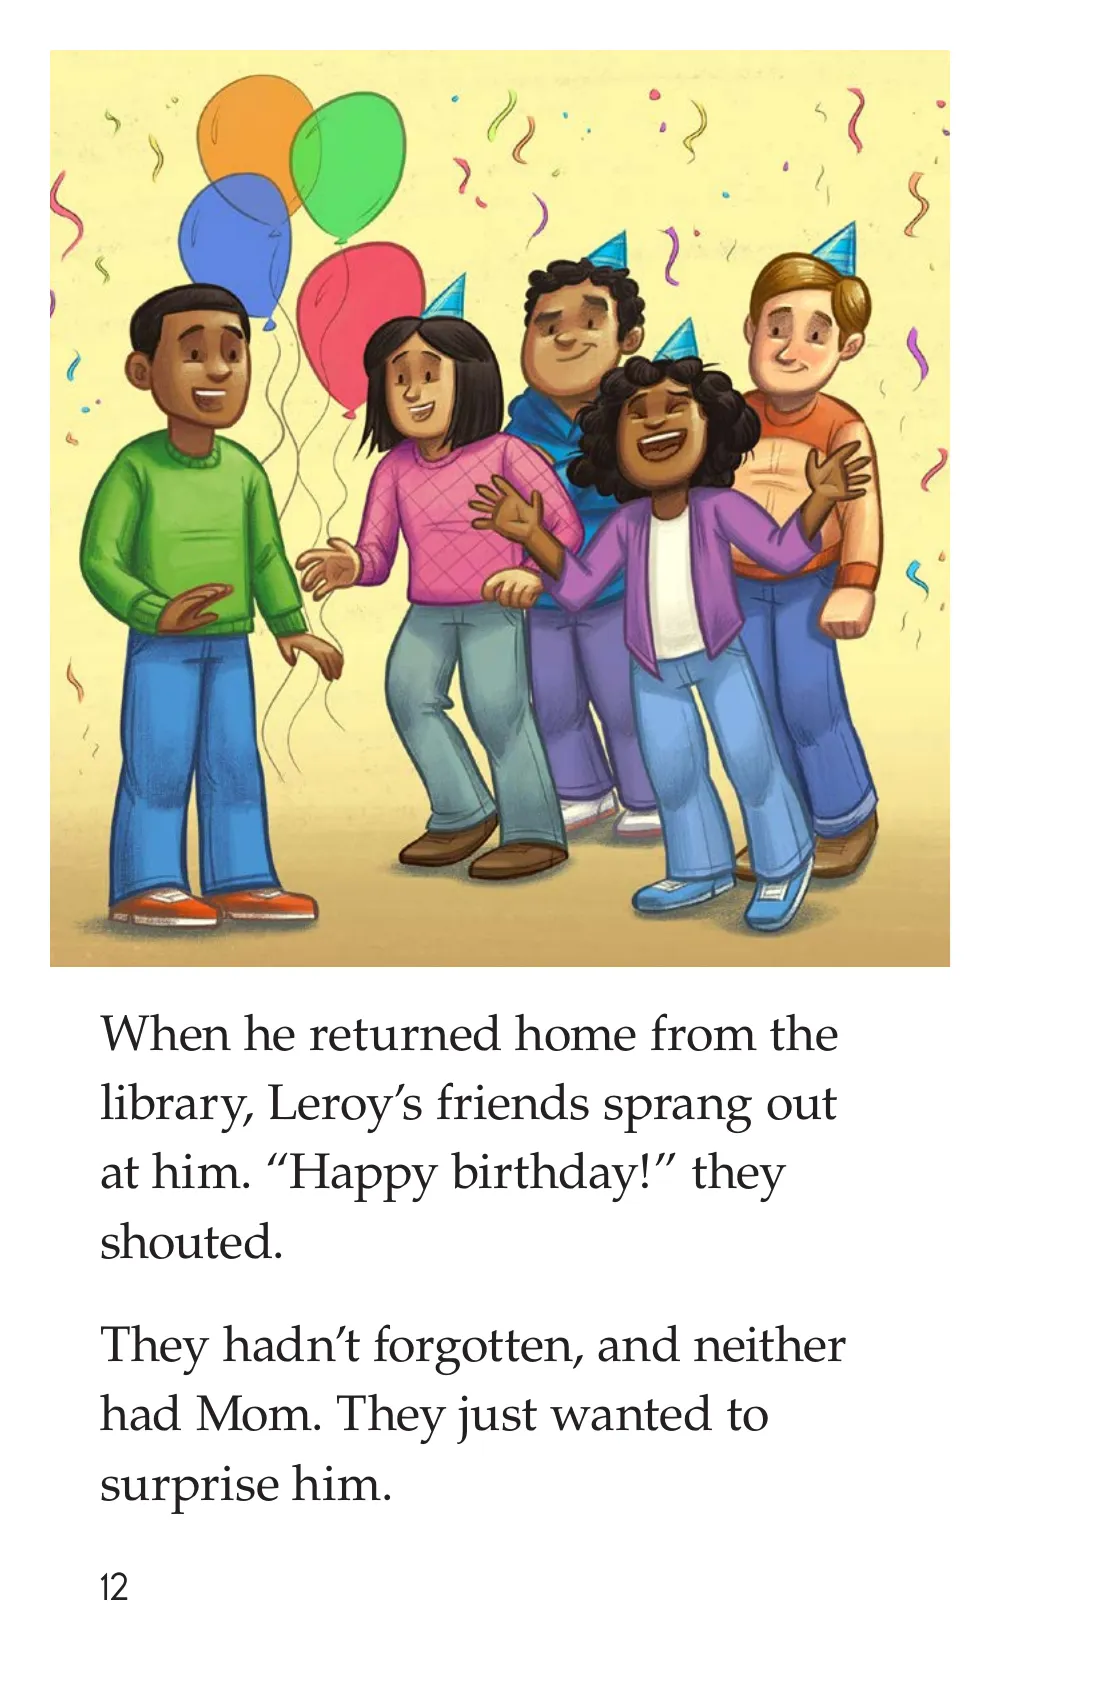 When he returned home from the
library, Leroy’s friends sprang out
at him. “Happy birthday!” they
shouted.
They hadn’t forgotten, and neither
had Mom. They just wanted to
surprise him.
12